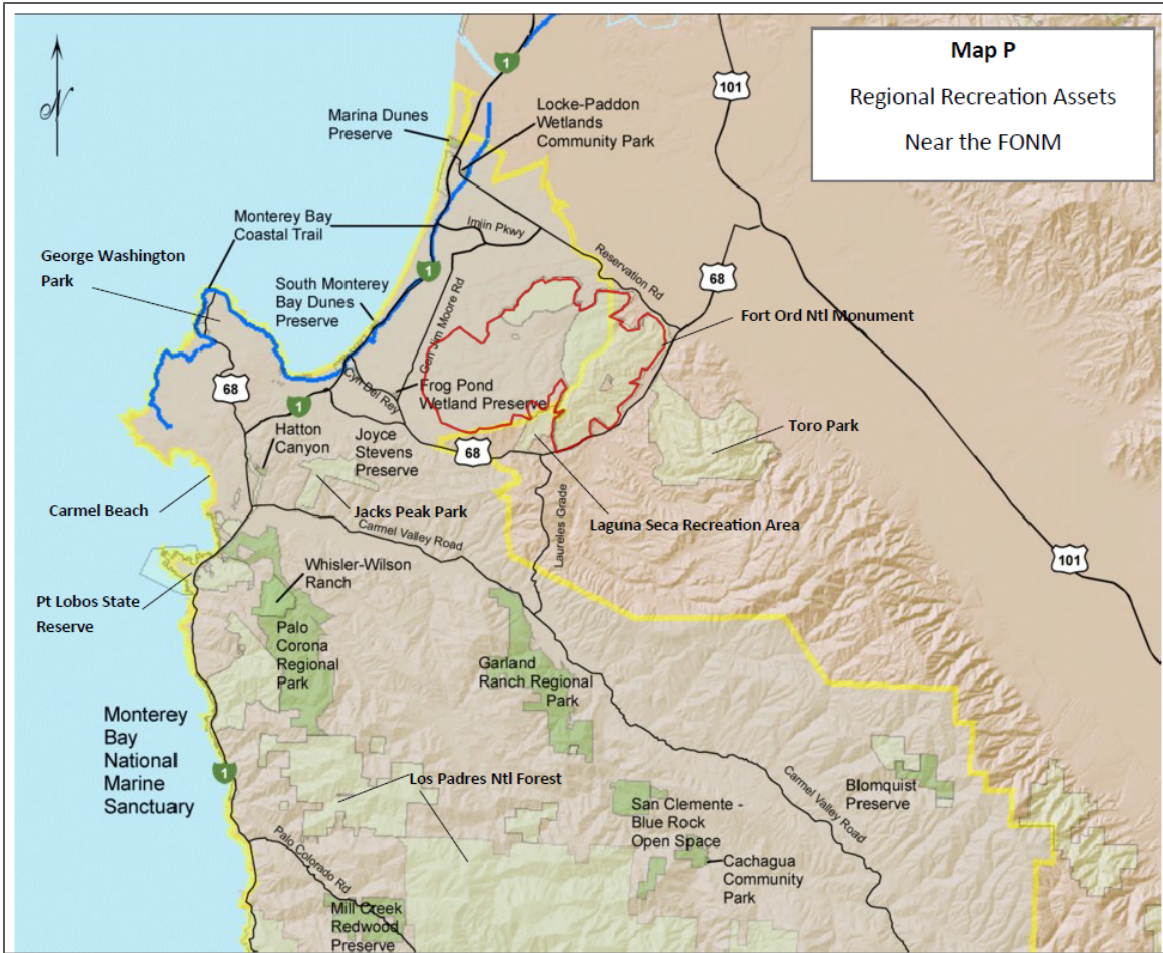 Map P
Regional Recreation Assets
Near the FONM
N
1
101
Marina Dunes
Preserve
Locke-Paddon
Wetlands
Community Park
Monterey Bay
Coastal Trail
Imjin Pkwy
George Washington
Park
Reservation Rd
1
68
South Monterey
Bay Dunes
Preserve
Gen Jim Moore Rd
Fort Ord Ntl Monument
Cyn Del Rey
68
Frog Pond
Wetland Preserve
1
Hatton
Canyon
Joyce
Stevens
Preserve
68
Toro Park
Carmel Beach
Jacks Peak Park
Laureles Grade
Laguna Seca Recreation Area
Carmel Valley Road
101
Whisler-Wilson
Ranch
Pt Lobos State
Reserve
Palo
Corona
Regional
Park
Garland
Ranch Regional
Park
Monterey
Bay
National
Marine
Sanctuary
1
Los Padres Ntl Forest
Carmel Valley Road
Blomquist
Preserve
San Clemente -
Blue Rock
Open Space
Cachagua
Community
Park
Palo Colorado Rd
Mill Creek
Redwood
Preserve